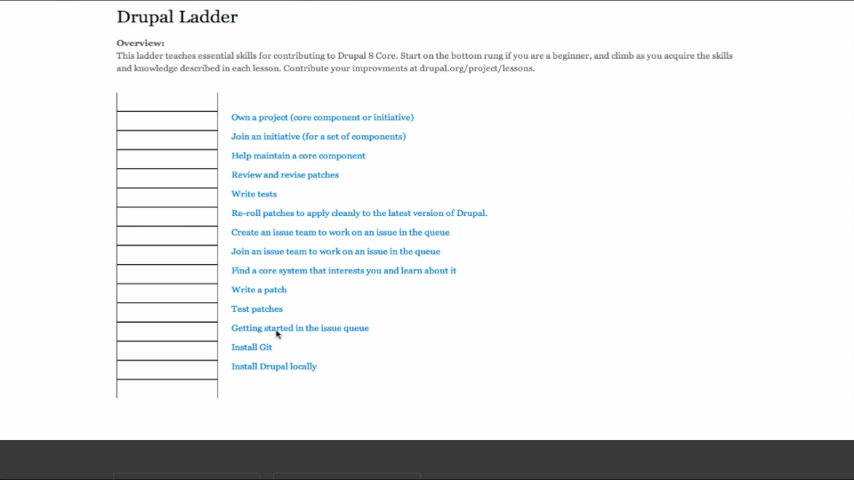 Drupal Ladder
Overview:
This ladder teaches essential skills for contributing to Drupal 8 Core. Start on the bottom rung if you are a beginner, and climb as you acquire the skills
and knowledge described in each lesson. Contribute your improvments at drupal.org/project/lessons.
Own a project (core component or initiative)
Join an initiative (for a set of components)
Help maintain a core component
Review and revise patches
Write tests
Re-roll patches to apply cleanly to the latest version of Drupal.
Create an issue team to work on an issue in the queue
Join an issue team to work on an issue in the queue
Find a core system that interests you and learn about it
Write a patch
Test patches
Getting started in the issue queue
Install Git
Install Drupal locally